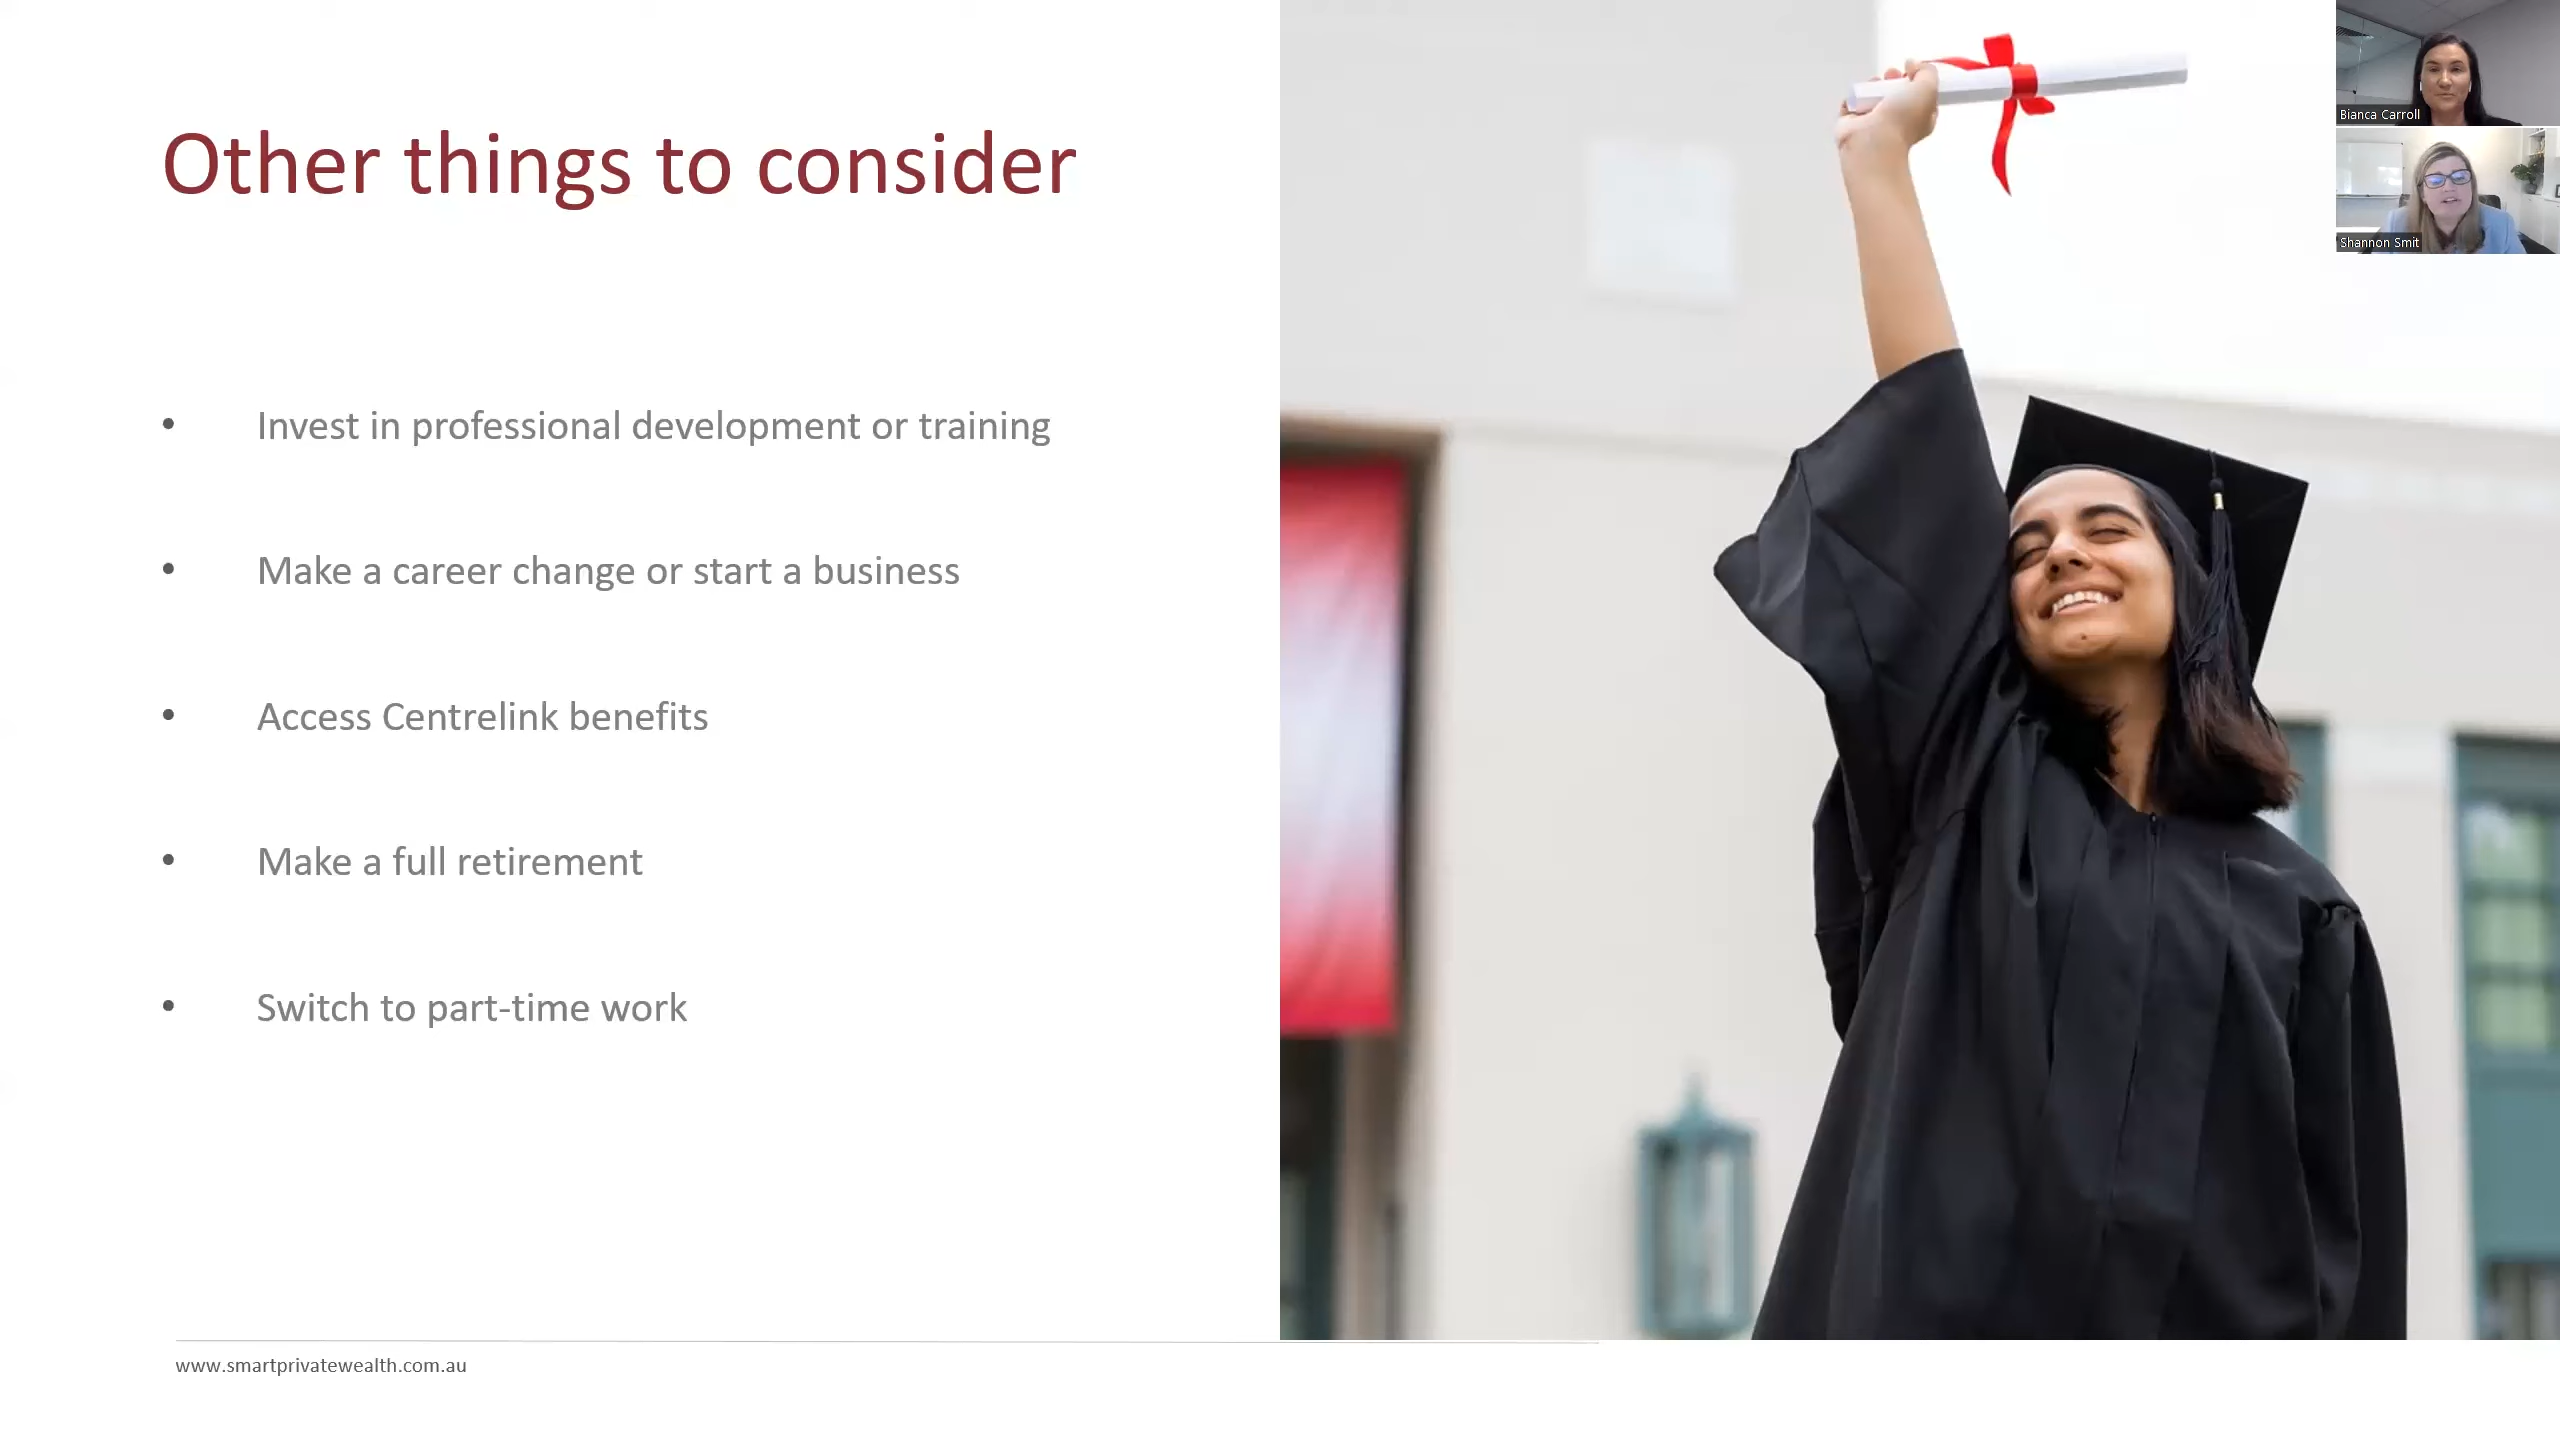 Other things to consider
• Invest in professional development or training
• Make a career change or start a business
• Access Centrelink benefits
• Make a full retirement
• Switch to part-time work
www.smartprivatewealth.com.au
Bianca Carroll
Shannon Smit